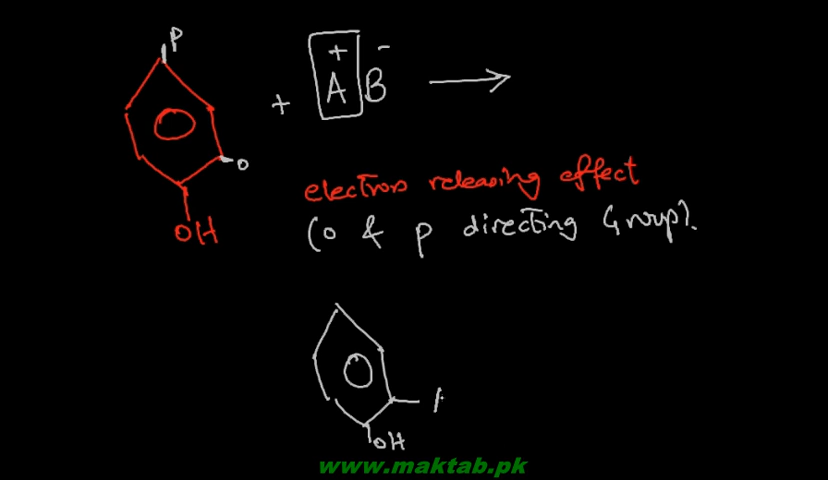 P
+ A+ B-
o
OH
electron releasing effect
(o & p directing Group).
OH
www.maktab.pk